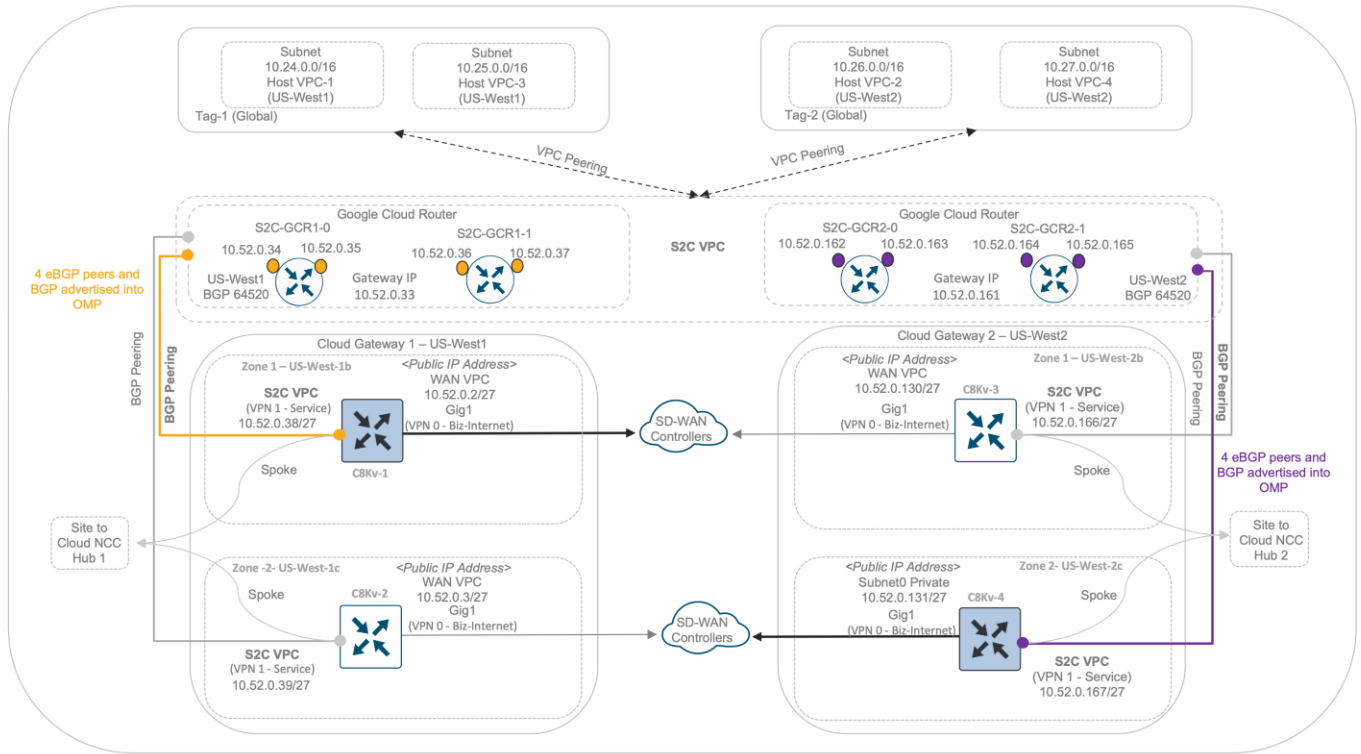 Subnet
10.24.0.0/16
Host VPC-1
(US-West1)
Subnet
10.25.0.0/16
Host VPC-3
(US-West1)
Tag-1 (Global)
Subnet
10.26.0.0/16
Host VPC-2
(US-West2)
Subnet
10.27.0.0/16
Host VPC-4
(US-West2)
Tag-2 (Global)
VPC Peering
VPC Peering
Google Cloud Router
S2C-GCR1-0
10.52.0.34
10.52.0.35
S2C-GCR1-1
10.52.0.36
10.52.0.37
US-West1
BGP 64520
Gateway IP
10.52.0.33
S2C VPC
Google Cloud Router
S2C-GCR2-0
10.52.0.162
10.52.0.163
S2C-GCR2-1
10.52.0.164
10.52.0.165
Gateway IP
10.52.0.161
US-West2
BGP 64520
4 eBGP peers and
BGP advertised into
OMP
BGP Peering
BGP Peering
Cloud Gateway 1 – US-West1
Zone 1 – US-West-1b
<Public IP Address>
WAN VPC
10.52.0.2/27
Gig1
(VPN 0 - Biz-Internet)
S2C VPC
(VPN 1 - Service)
10.52.0.38/27
C8Kv-1
Spoke
SD-WAN
Controllers
Cloud Gateway 2 – US-West2
<Public IP Address>
WAN VPC
10.52.0.130/27
Gig1
(VPN 0 - Biz-Internet)
Zone 1 – US-West-2b
C8Kv-3
S2C VPC
(VPN 1 - Service)
10.52.0.166/27
Spoke
BGP Peering
BGP Peering
4 eBGP peers and
BGP advertised into
OMP
Site to
Cloud NCC
Hub 1
Site to
Cloud NCC
Hub 2
Zone -2- US-West-1c
<Public IP Address>
WAN VPC
10.52.0.3/27
Gig1
(VPN 0 - Biz-Internet)
C8Kv-2
Spoke
S2C VPC
(VPN 1 - Service)
10.52.0.39/27
SD-WAN
Controllers
<Public IP Address>
Subnet0 Private
10.52.0.131/27
Gig1
(VPN 0 - Biz-Internet)
Zone 2- US-West-2c
C8Kv-4
Spoke
S2C VPC
(VPN 1 - Service)
10.52.0.167/27